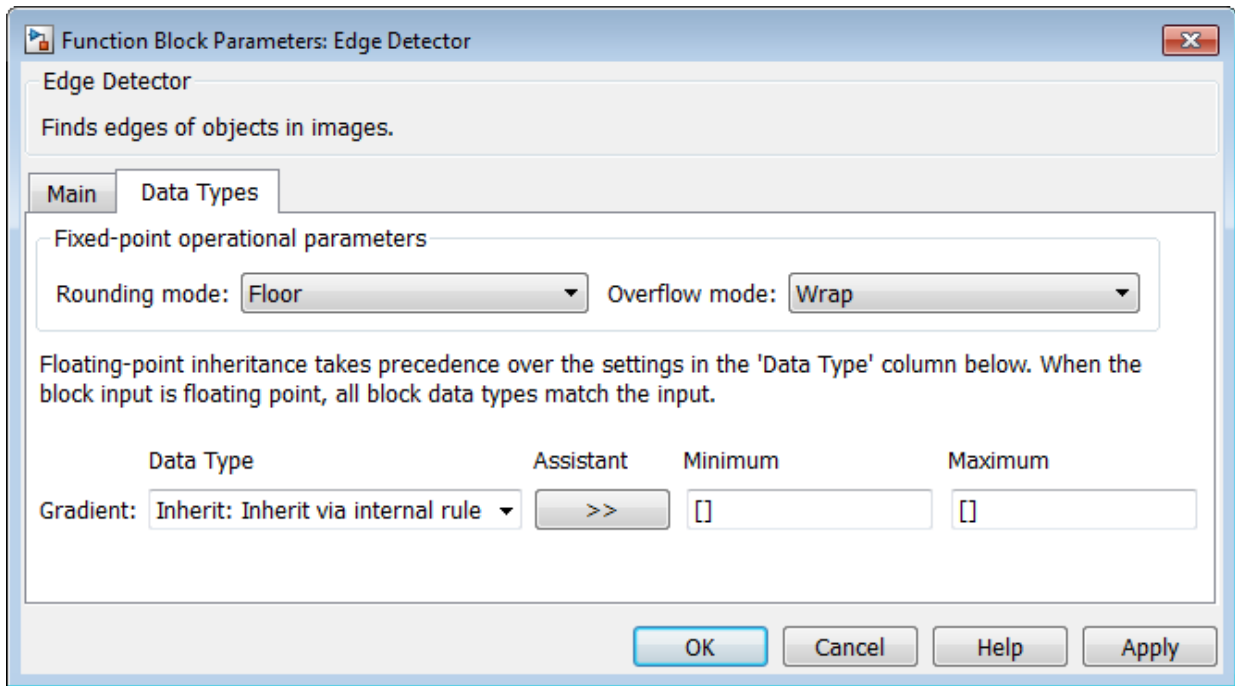 Function Block Parameters: Edge Detector
Edge Detector
Finds edges of objects in images.
Main Data Types
Fixed-point operational parameters
Rounding mode: Floor Overflow mode: Wrap
Floating-point inheritance takes precedence over the settings in the 'Data Type' column below. When the
block input is floating point, all block data types match the input.
Data Type Assistant Minimum Maximum
Gradient: Inherit: Inherit via internal rule >> [] []
OK Cancel Help Apply